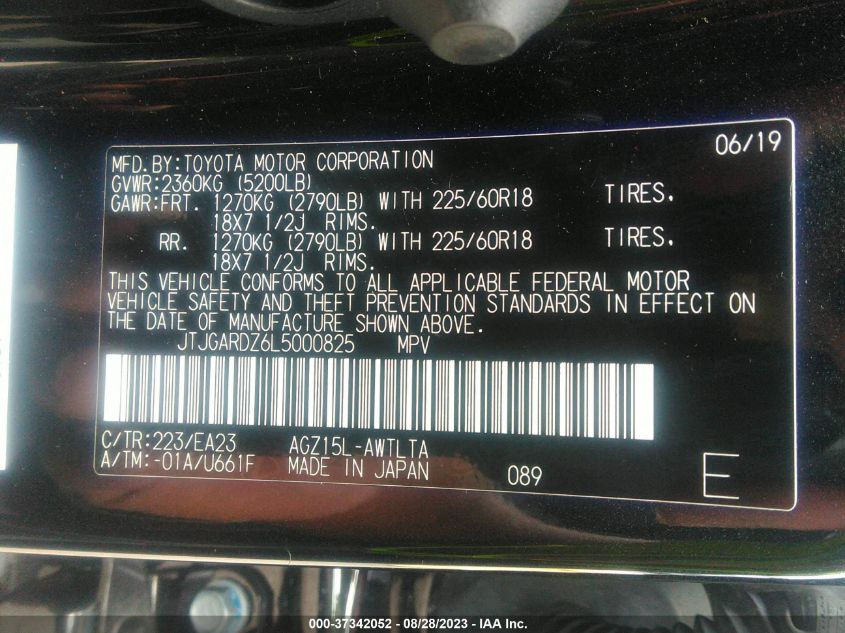 06/19
MFD.BY:TOYOTA MOTOR CORPORATION
GVWR:2360KG (5200LB)
GAWR:FRT. 1270KG (2790LB) WITH 225/60R18 TIRES.
18X7 1/2J RIMS.
RR. 1270KG (2790LB) WITH 225/60R18 TIRES.
18X7 1/2J RIMS.
THIS VEHICLE CONFORMS TO ALL APPLICABLE FEDERAL MOTOR
VEHICLE SAFETY AND THEFT PREVENTION STANDARDS IN EFFECT ON
THE DATE OF MANUFACTURE SHOWN ABOVE.
JTJGARDZ6L5000825 MPV
C/TR:223/EA23 AGZ15L-AWTLTA
A/TM:-01A/U661F MADE IN JAPAN 089 E
000-37342052 - 08/28/2023 - IAA Inc.